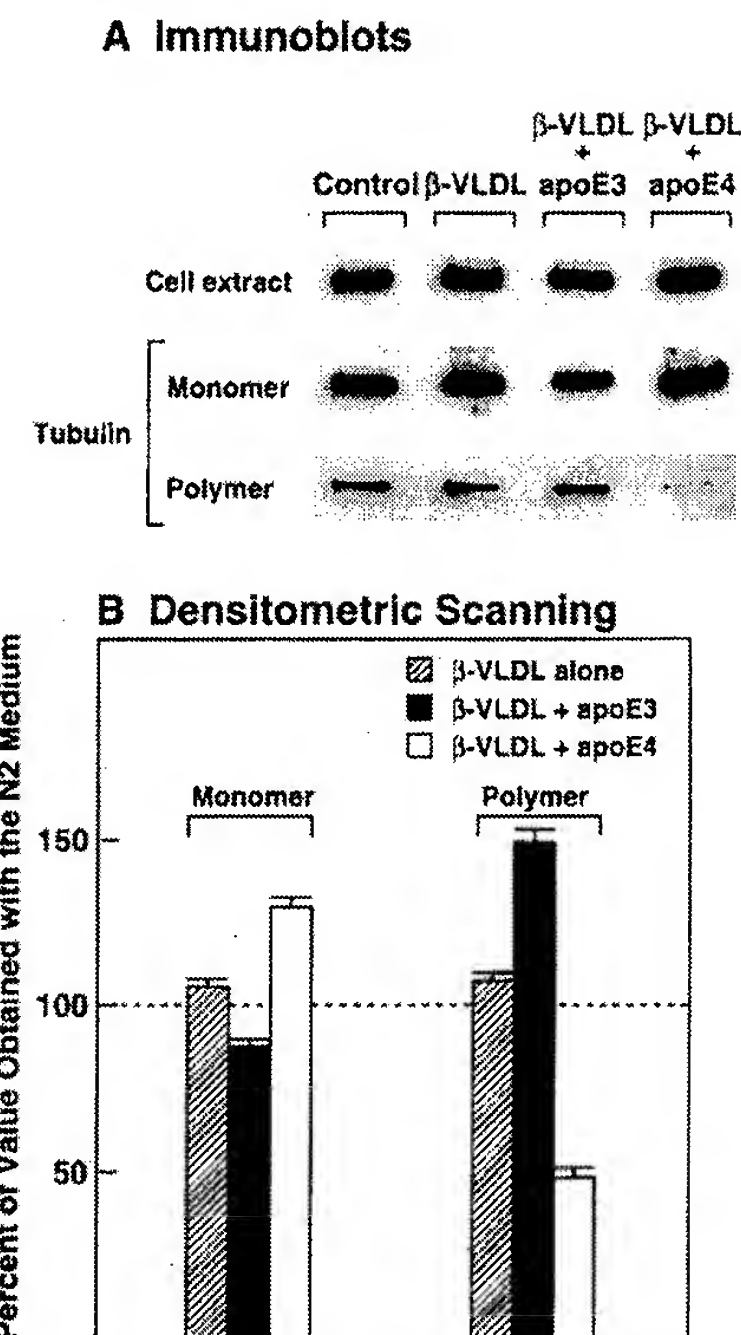 A Immunoblots
β-VLDL β-VLDL
+ +
Control β-VLDL apoE3 apoE4
Cell extract
Monomer
Tubulin
Polymer
B Densitometric Scanning
β-VLDL alone
β-VLDL + apoE3
β-VLDL + apoE4
Monomer Polymer
150
100
50
Percent of Value Obtained with the N2 Medium